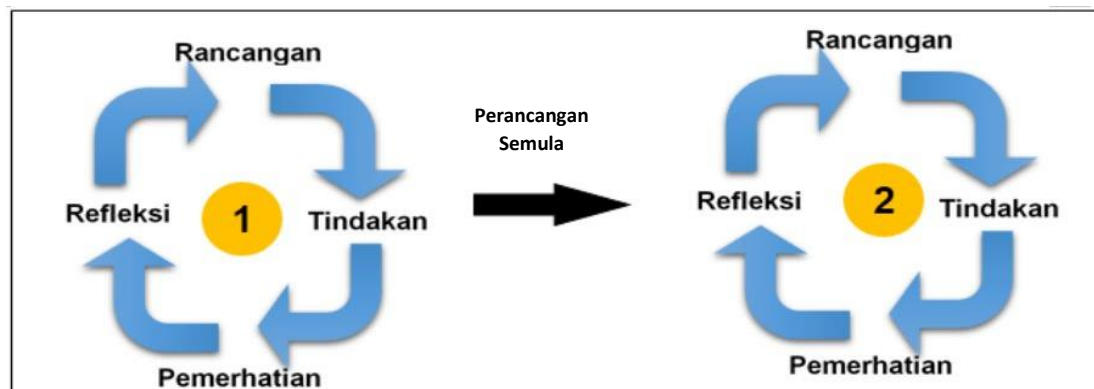 Rancangan
Tindakan
Pemerhatian
Refleksi
1
Perancangan
Semula
Rancangan
Tindakan
Pemerhatian
Refleksi
2